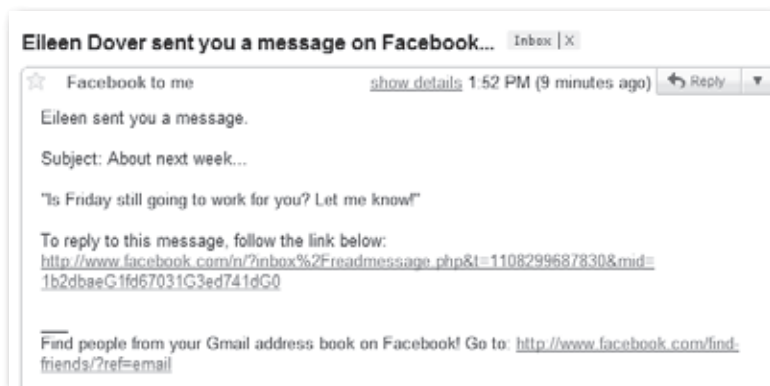 Eileen Dover sent you a message on Facebook... Inbox | X
Facebook to me show details 1:52 PM (9 minutes ago) Reply
Eileen sent you a message.
Subject: About next week...
"Is Friday still going to work for you? Let me know!"
To reply to this message, follow the link below:
http://www.facebook.com/n/?inbox%2Freadmessage.php&t=1108299687830&mid=
1b2dbaeG1fd67031G3ed741dG0
Find people from your Gmail address book on Facebook! Go to: http://www.facebook.com/find-
friends/?ref=email